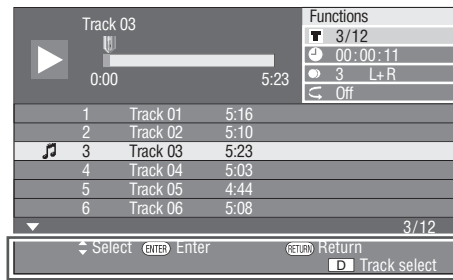 Track 03
0:00 5:23
Functions
T 3/12
00:00:11
3 L+R
Off
1 Track 01 5:16
2 Track 02 5:10
3 Track 03 5:23
4 Track 04 5:03
5 Track 05 4:44
6 Track 06 5:08
3/12
Select ENTER Enter RETURN Return
D Track select